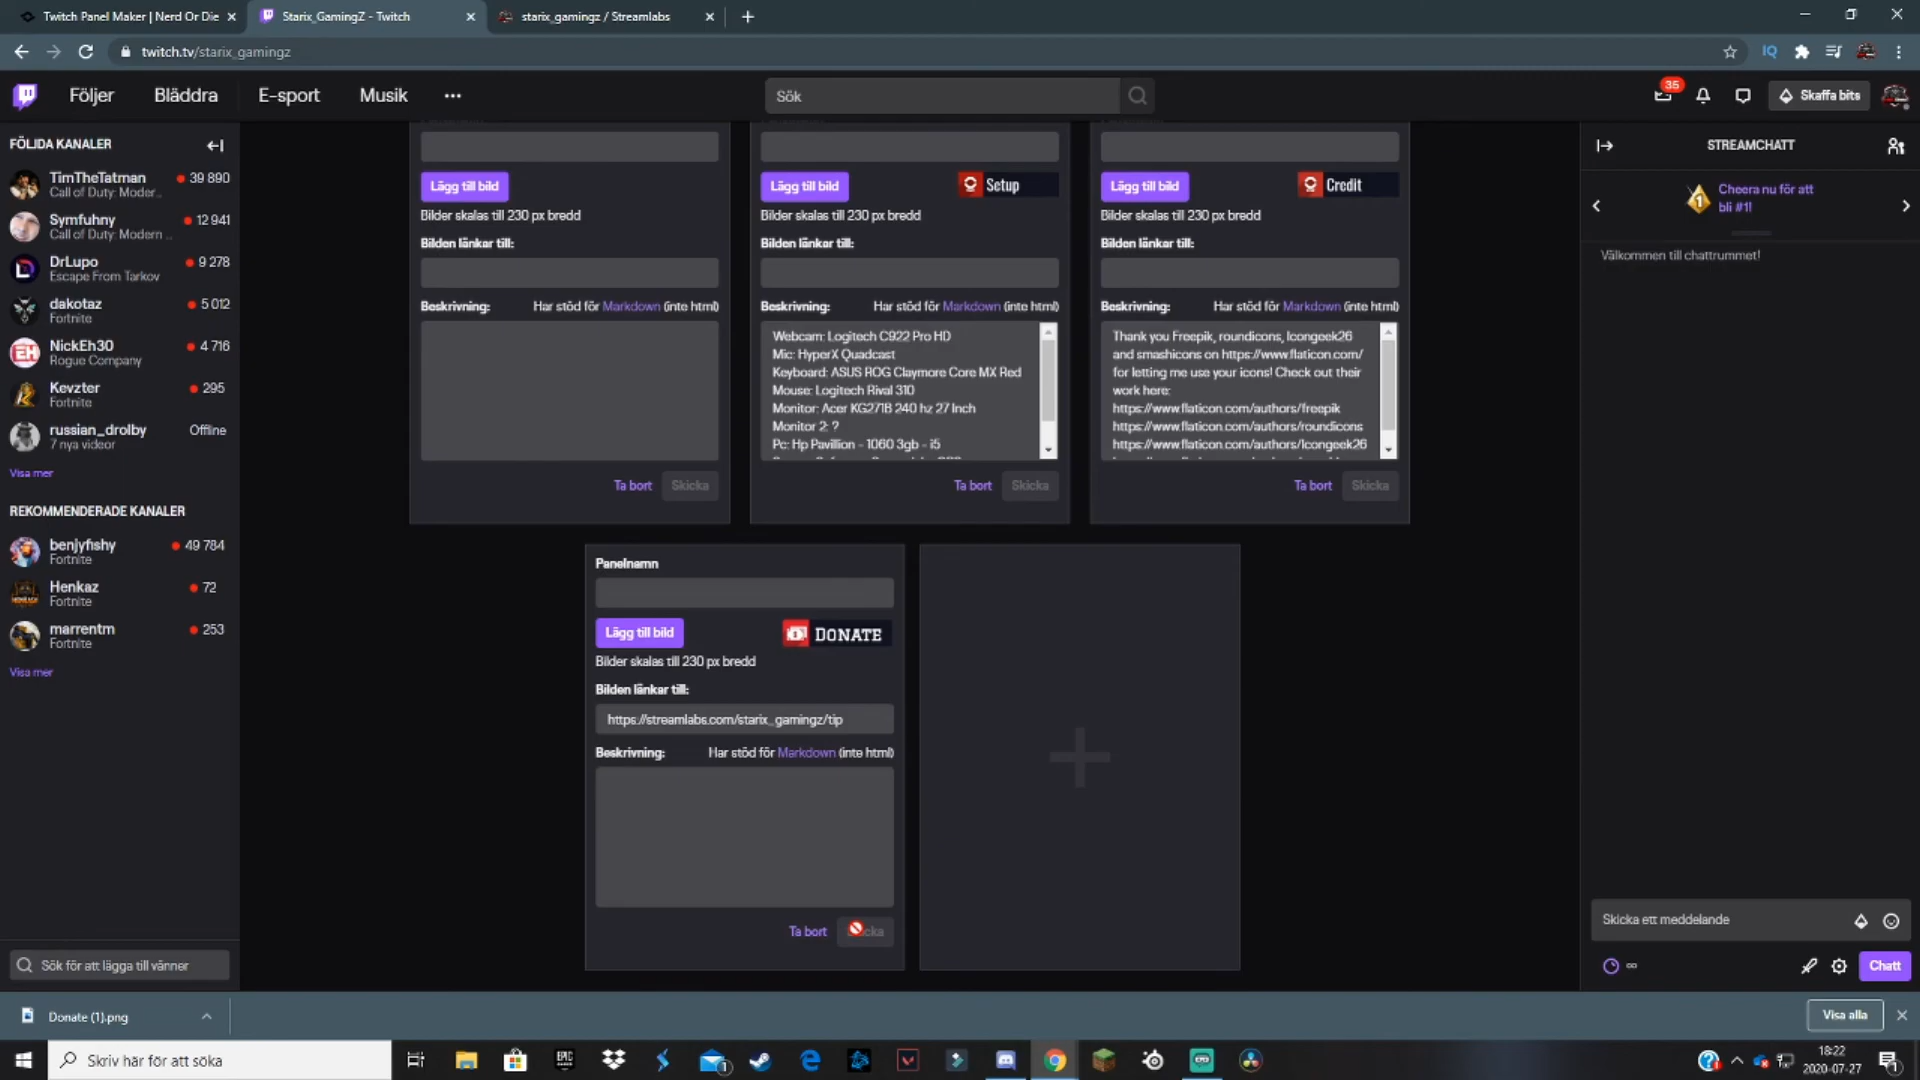 Twitch Panel Maker | Nerd Or Die
Starix_GamingZ - Twitch
starix_gamingz / Streamlabs
twitch.tv/starix_gamingz
IQ
Följer
Bläddra
E-sport
Musik
Sök
35
Skaffa bits
FÖLJDA KANALER
TimTheTatman
39 890
Call of Duty: Moder...
Symfuhny
12 941
Call of Duty: Modern ...
DrLupo
9 278
Escape From Tarkov
dakotaz
5 012
Fortnite
NickEh30
4 716
Rogue Company
Kevzter
295
Fortnite
russian_drolby
Offline
7 nya videor
Visa mer
REKOMMENDERADE KANALER
benjyfishy
49 784
Fortnite
Henkaz
72
Fortnite
marrentm
253
Fortnite
Visa mer
Sök för att lägga till vänner
Lägg till bild
Bilder skalas till 230 px bredd
Bilden länkar till:
Beskrivning:
Har stöd för Markdown (inte html)
Ta bort
Skicka
Lägg till bild
Setup
Bilder skalas till 230 px bredd
Bilden länkar till:
Beskrivning:
Har stöd för Markdown (inte html)
Webcam: Logitech C922 Pro HD
Mic: HyperX Quadcast
Keyboard: ASUS ROG Claymore Core MX Red
Mouse: Logitech Rival 310
Monitor: Acer KG271B 240 hz 27 Inch
Monitor 2: ?
Pc: Hp Pavillion - 1060 3gb - i5
Ta bort
Skicka
Lägg till bild
Credit
Bilder skalas till 230 px bredd
Bilden länkar till:
Beskrivning:
Har stöd för Markdown (inte html)
Thank you Freepik, roundicons, Icongeek26
and smashicons on https://www.flaticon.com/
for letting me use your icons! Check out their
work here:
https://www.flaticon.com/authors/freepik
https://www.flaticon.com/authors/roundicons
https://www.flaticon.com/authors/Icongeek26
Ta bort
Skicka
Panelnamn
Lägg till bild
DONATE
Bilder skalas till 230 px bredd
Bilden länkar till:
https://streamlabs.com/starix_gamingz/tip
Beskrivning:
Har stöd för Markdown (inte html)
Ta bort
STREAMCHATT
1
Cheera nu för att
bli #1!
Välkommen till chattrummet!
Skicka ett meddelande
Chatt
Donate (1).png
Visa alla
Skriv här för att söka
18:22
2020-07-27